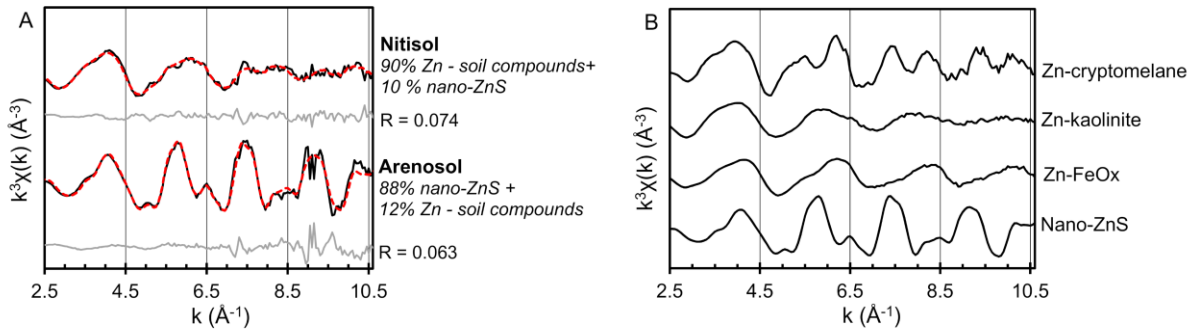 A
Nitisol
90% Zn - soil compounds+
10 % nano-ZnS
R = 0.074
Arenosol
88% nano-ZnS +
12% Zn - soil compounds
R = 0.063
k³χ(k) (Å⁻³)
2.5 4.5 6.5 8.5 10.5
k (Å⁻¹)
B
Zn-cryptomelane
Zn-kaolinite
Zn-FeOx
Nano-ZnS
k³χ(k) (Å⁻³)
2.5 4.5 6.5 8.5 10.5
k (Å⁻¹)